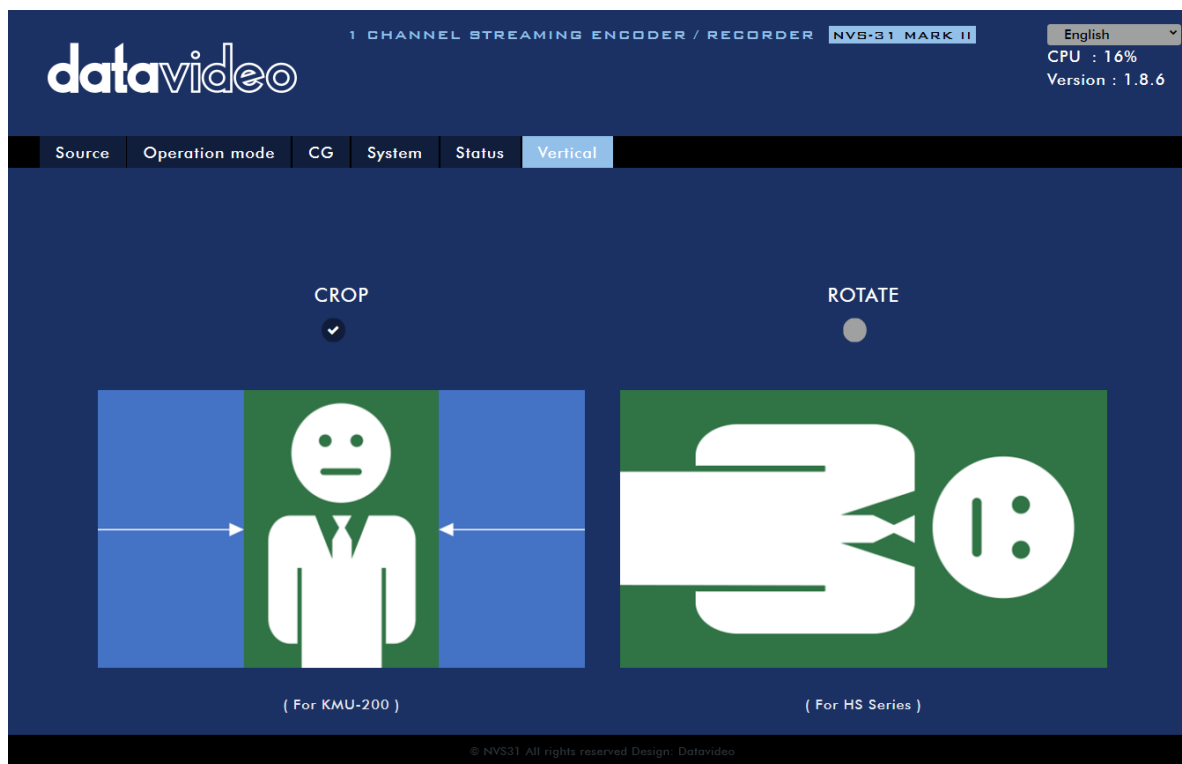 datavideo
1 CHANNEL STREAMING ENCODER / RECORDER NVS-31 MARK II
English
CPU : 16%
Version : 1.8.6
Source Operation mode CG System Status Vertical
CROP
ROTATE
( For KMU-200 )
( For HS Series )
© NVS31 All rights reserved Design: Datavideo